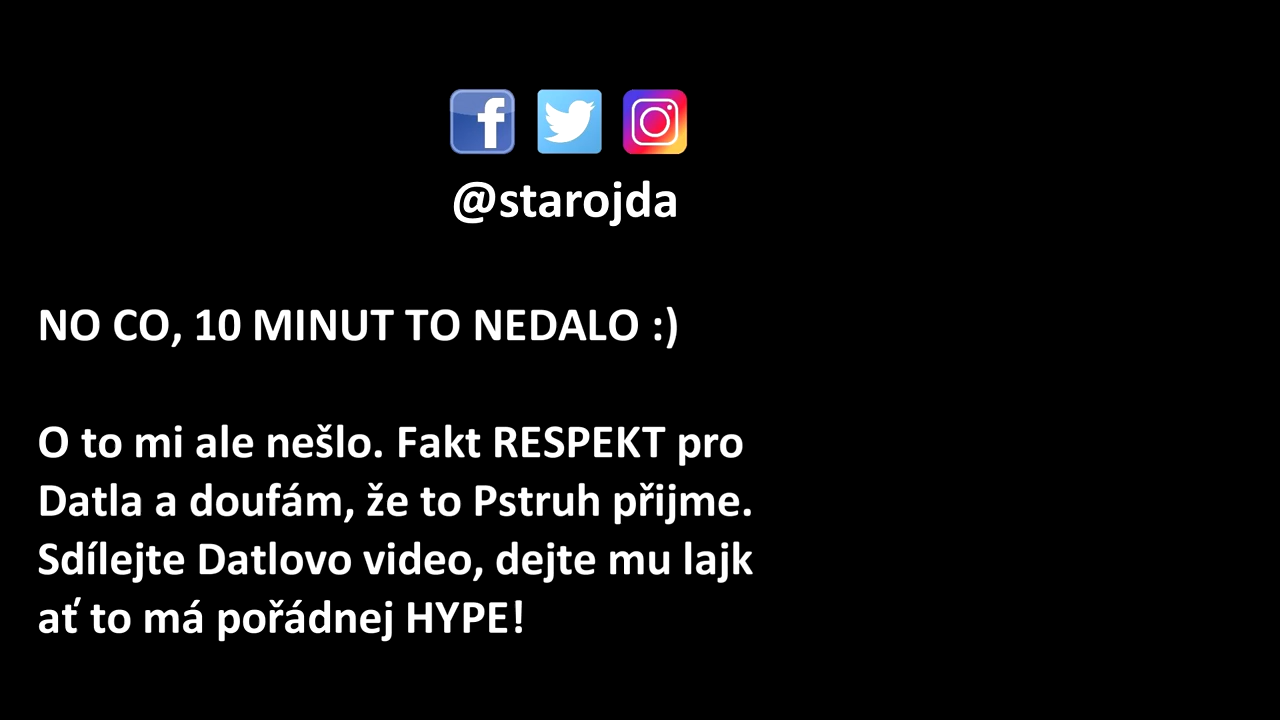 @starojda
NO CO, 10 MINUT TO NEDALO :)
O to mi ale nešlo. Fakt RESPEKT pro
Datla a doufám, že to Pstruh přijme.
Sdílejte Datlovo video, dejte mu lajk
ať to má pořádnej HYPE!